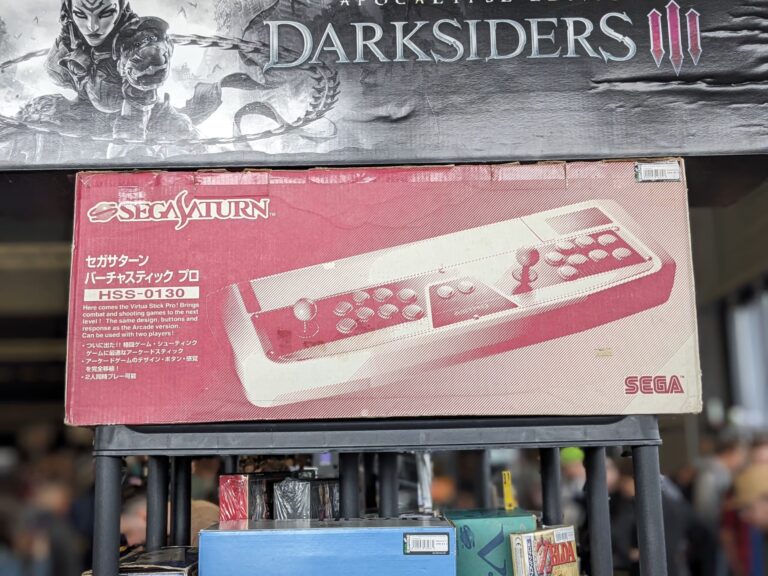 APOCALYPSE EDITION
DARKSIDERS III
SEGA SATURN™
セガサターン
バーチャスティック プロ
HSS-0130
Here comes the Virtua Stick Pro! Brings
combat and shooting games to the next
level! The same design, buttons and
response as the Arcade version.
Can be used with two players!
・ついに出た!! 格闘ゲーム・シューティング
ゲームに最適なアーケードスティック
・アーケードゲームのデザイン・ボタン・感覚
を完全移植!
・2人同時プレー可能
SEGA
ZELDA